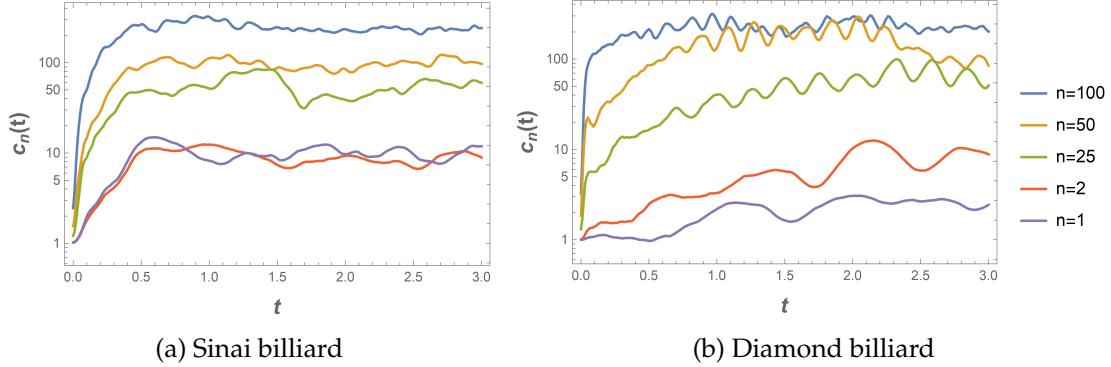 100
50
10
5
1
c_n(t)
0.0 0.5 1.0 1.5 2.0 2.5 3.0
t
(a) Sinai billiard
100
50
10
5
1
c_n(t)
0.0 0.5 1.0 1.5 2.0 2.5 3.0
t
(b) Diamond billiard
n=100
n=50
n=25
n=2
n=1